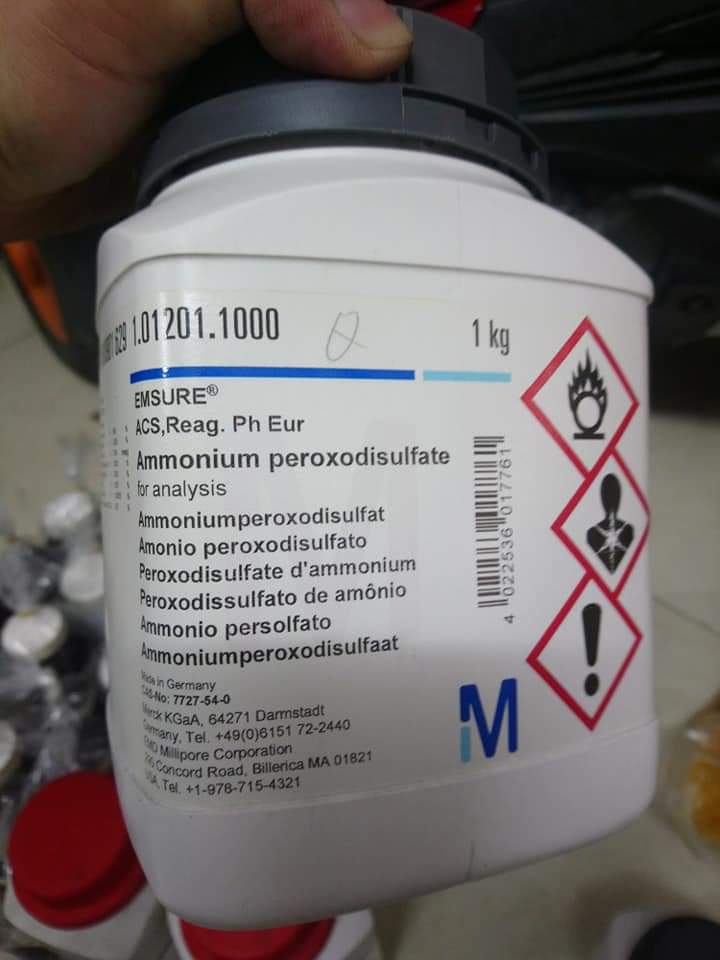 1.01201.1000
1 kg
EMSURE®
ACS,Reag. Ph Eur
Ammonium peroxodisulfate
for analysis
Ammoniumperoxodisulfat
Amonio peroxodisulfato
Peroxodisulfate d'ammonium
Peroxodissulfato de amônio
Ammonio persolfato
Ammoniumperoxodisulfaat
Made in Germany
CAS-No: 7727-54-0
Merck KGaA, 64271 Darmstadt
Germany, Tel. +49(0)6151 72-2440
EMD Millipore Corporation
290 Concord Road, Billerica MA 01821
USA, Tel. +1-978-715-4321
4 022536 017761
M